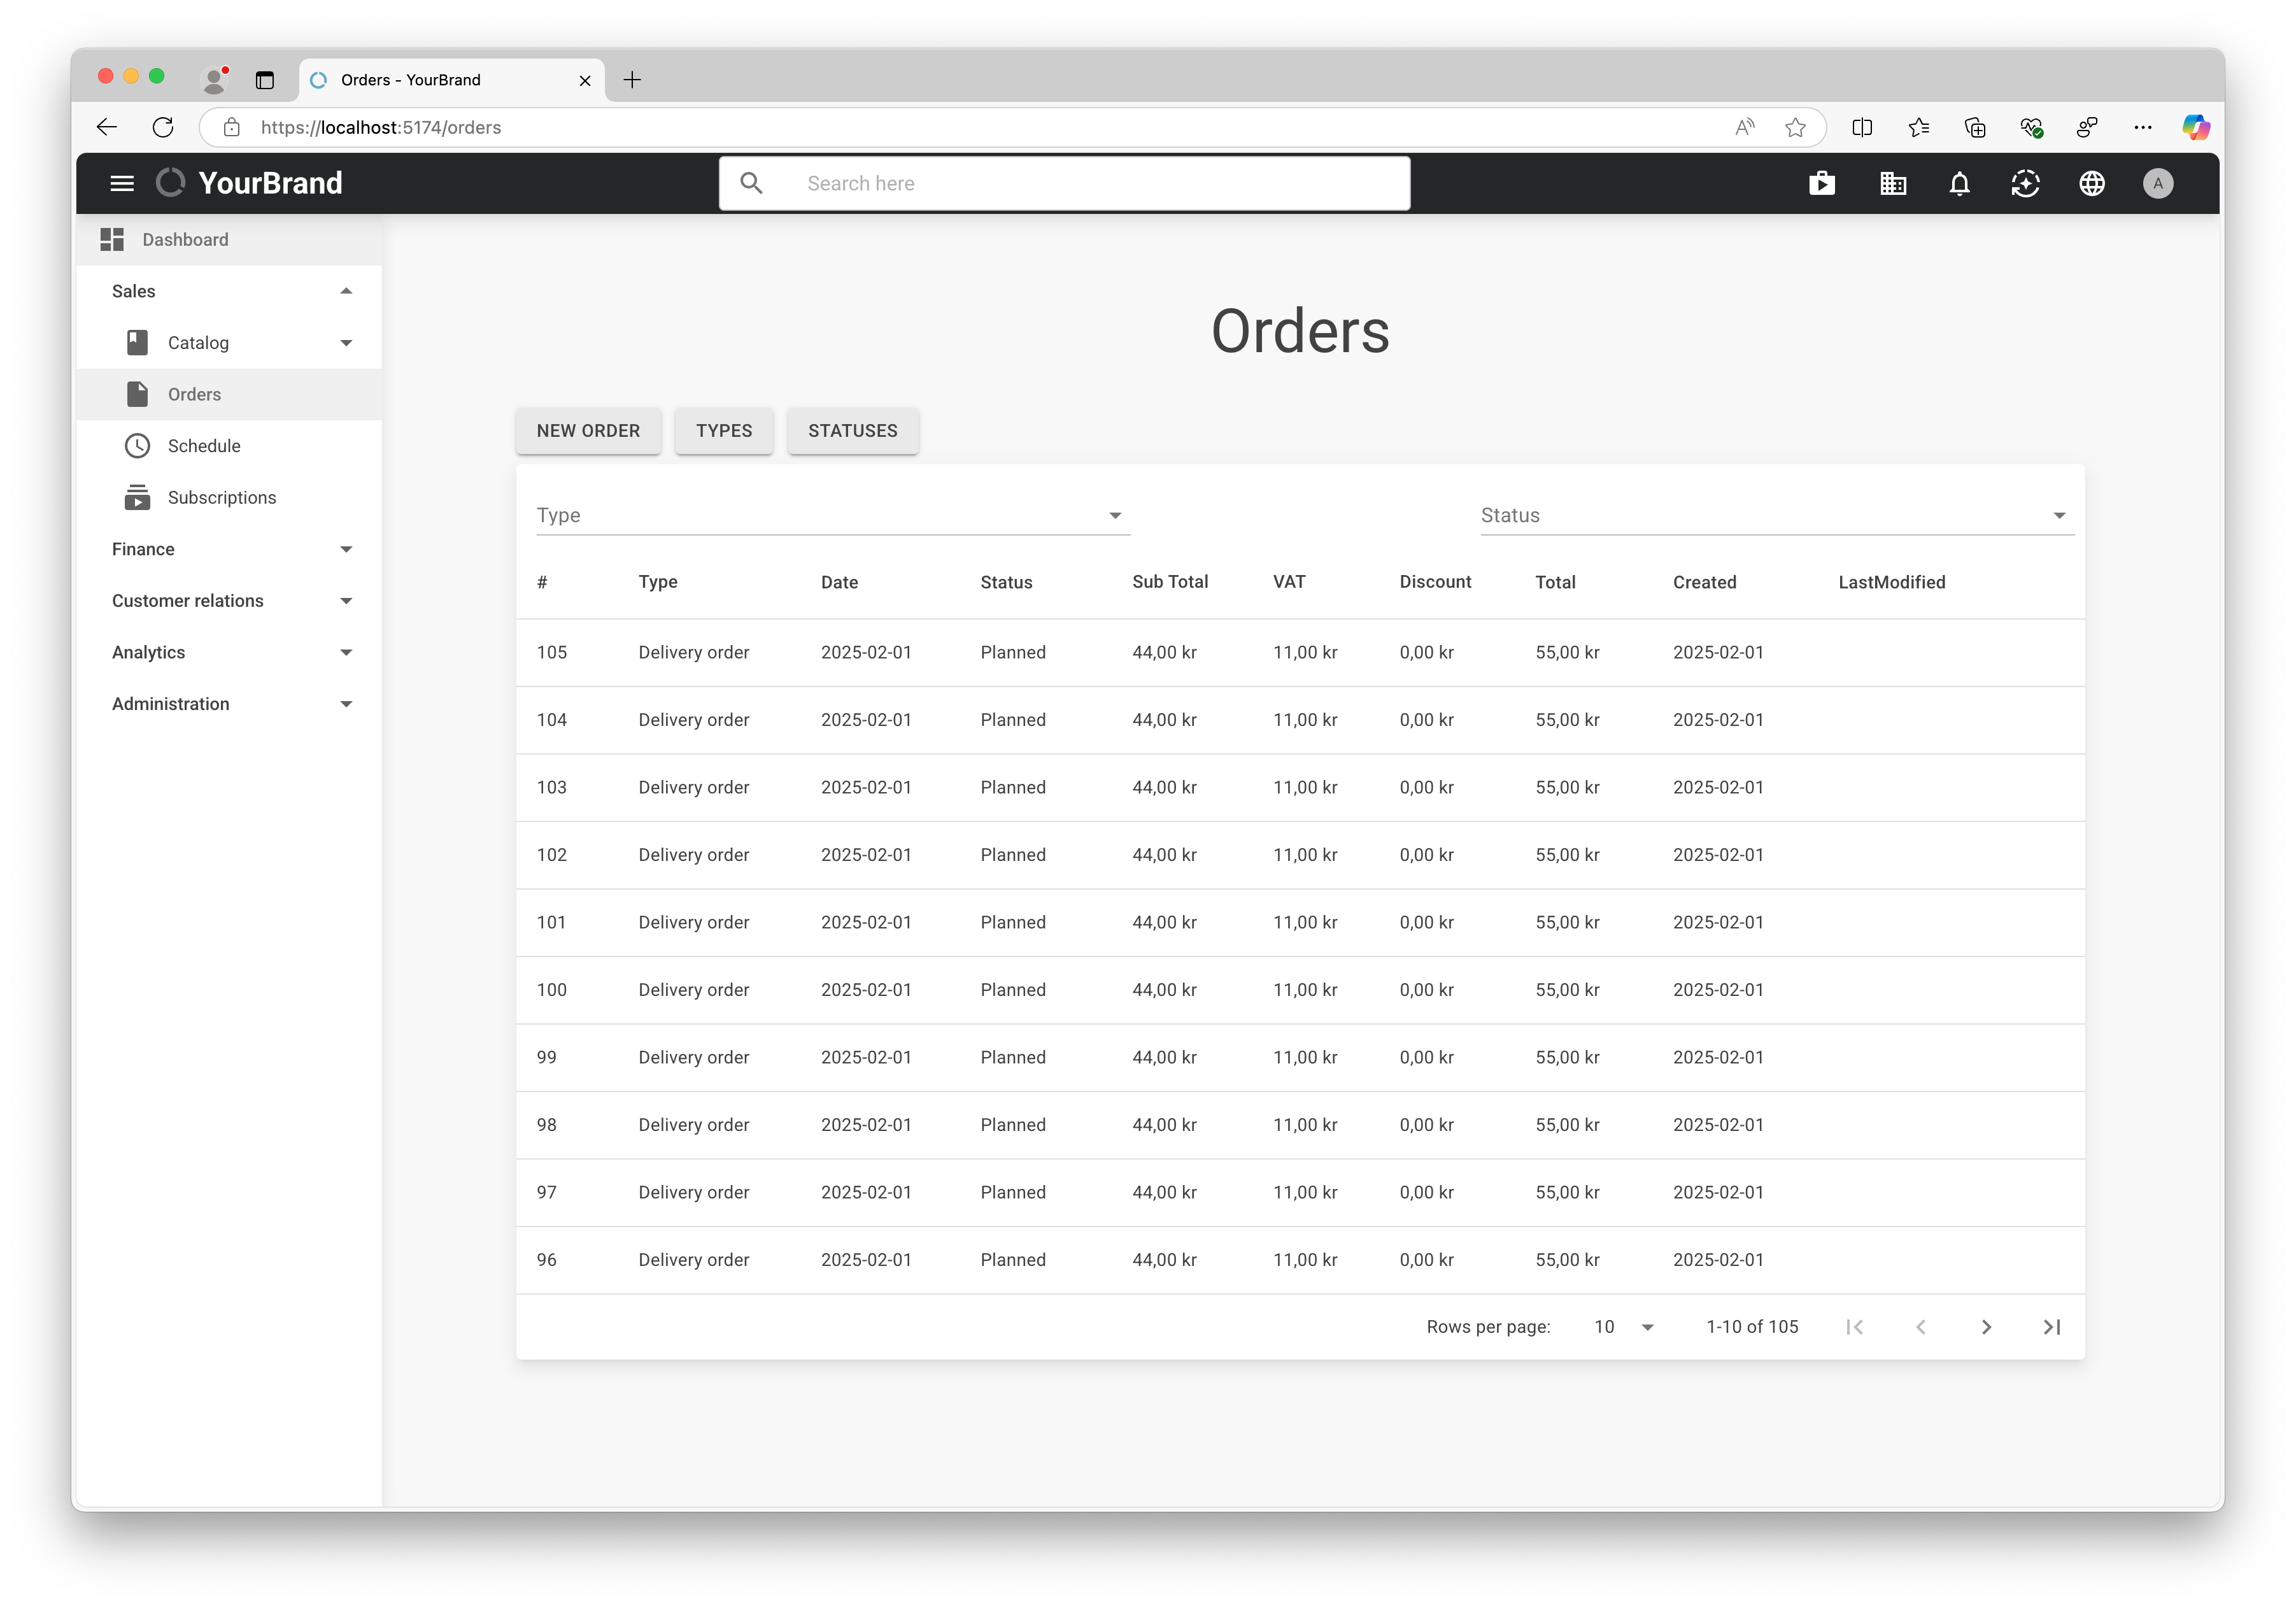 Orders - YourBrand
https://localhost:5174/orders
YourBrand
Search here
A
Dashboard
Sales
Catalog
Orders
Schedule
Subscriptions
Finance
Customer relations
Analytics
Administration
Orders
NEW ORDER TYPES STATUSES
Type Status
# Type Date Status Sub Total VAT Discount Total Created LastModified
105 Delivery order 2025-02-01 Planned 44,00 kr 11,00 kr 0,00 kr 55,00 kr 2025-02-01
104 Delivery order 2025-02-01 Planned 44,00 kr 11,00 kr 0,00 kr 55,00 kr 2025-02-01
103 Delivery order 2025-02-01 Planned 44,00 kr 11,00 kr 0,00 kr 55,00 kr 2025-02-01
102 Delivery order 2025-02-01 Planned 44,00 kr 11,00 kr 0,00 kr 55,00 kr 2025-02-01
101 Delivery order 2025-02-01 Planned 44,00 kr 11,00 kr 0,00 kr 55,00 kr 2025-02-01
100 Delivery order 2025-02-01 Planned 44,00 kr 11,00 kr 0,00 kr 55,00 kr 2025-02-01
99 Delivery order 2025-02-01 Planned 44,00 kr 11,00 kr 0,00 kr 55,00 kr 2025-02-01
98 Delivery order 2025-02-01 Planned 44,00 kr 11,00 kr 0,00 kr 55,00 kr 2025-02-01
97 Delivery order 2025-02-01 Planned 44,00 kr 11,00 kr 0,00 kr 55,00 kr 2025-02-01
96 Delivery order 2025-02-01 Planned 44,00 kr 11,00 kr 0,00 kr 55,00 kr 2025-02-01
Rows per page: 10 1-10 of 105